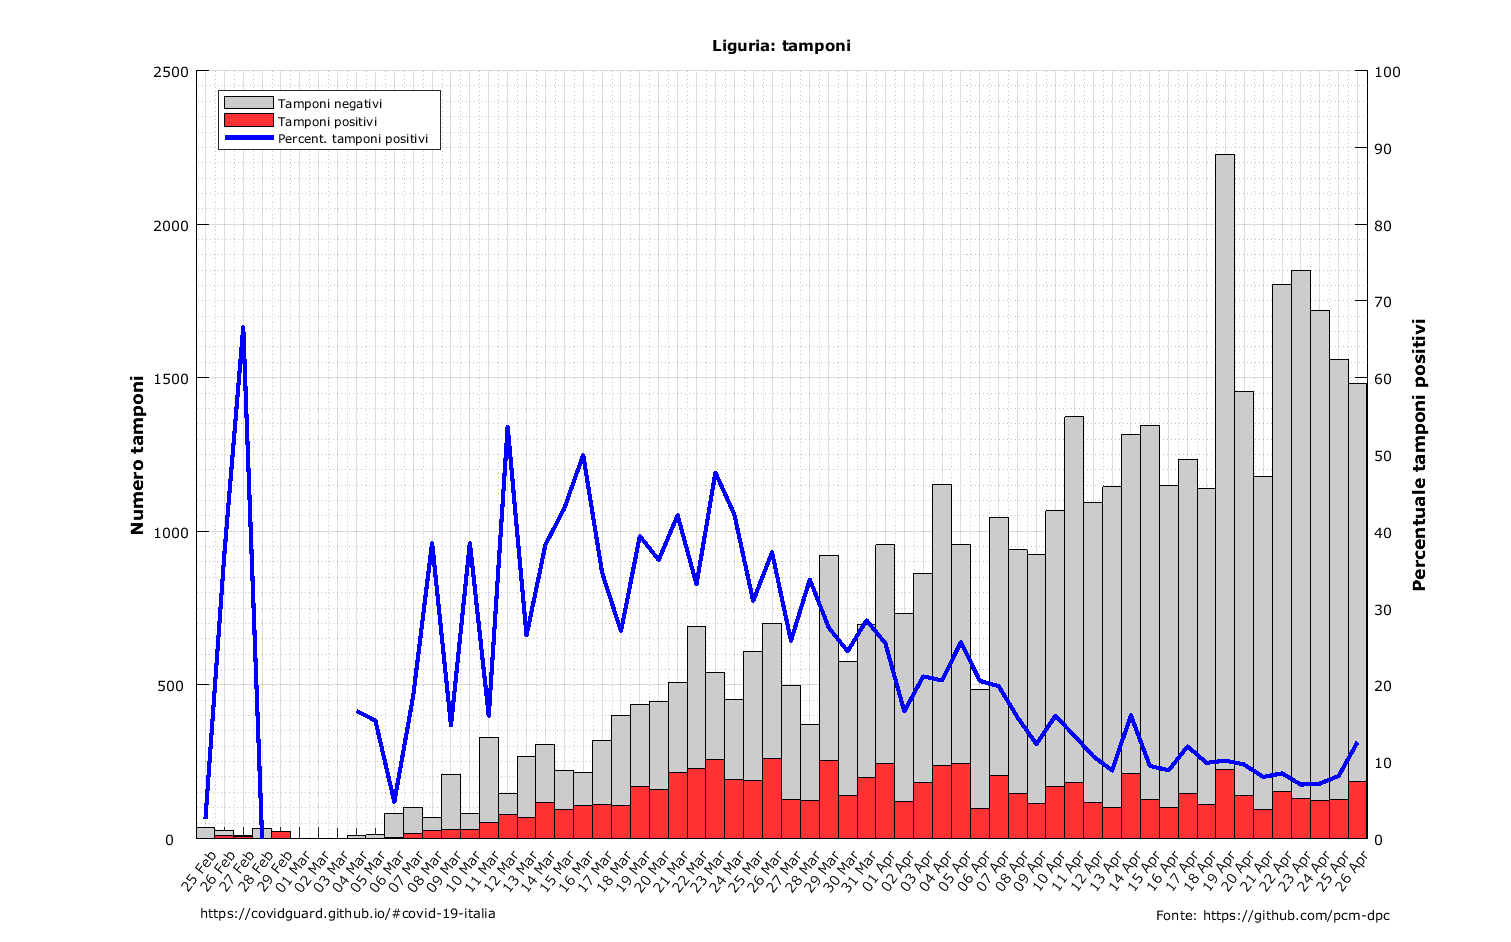 Liguria: tamponi
2500
2000
1500
1000
500
0
100
90
80
70
60
50
40
30
20
10
0
Tamponi negativi
Tamponi positivi
Percent. tamponi positivi
Numero tamponi
Percentuale tamponi positivi
25 Feb
26 Feb
27 Feb
28 Feb
29 Feb
01 Mar
02 Mar
03 Mar
04 Mar
05 Mar
06 Mar
07 Mar
08 Mar
09 Mar
10 Mar
11 Mar
12 Mar
13 Mar
14 Mar
15 Mar
16 Mar
17 Mar
18 Mar
19 Mar
20 Mar
21 Mar
22 Mar
23 Mar
24 Mar
25 Mar
26 Mar
27 Mar
28 Mar
29 Mar
30 Mar
31 Mar
01 Apr
02 Apr
03 Apr
04 Apr
05 Apr
06 Apr
07 Apr
08 Apr
09 Apr
10 Apr
11 Apr
12 Apr
13 Apr
14 Apr
15 Apr
16 Apr
17 Apr
18 Apr
19 Apr
20 Apr
21 Apr
22 Apr
23 Apr
24 Apr
25 Apr
26 Apr
https://covidguard.github.io/#covid-19-italia
Fonte: https://github.com/pcm-dpc